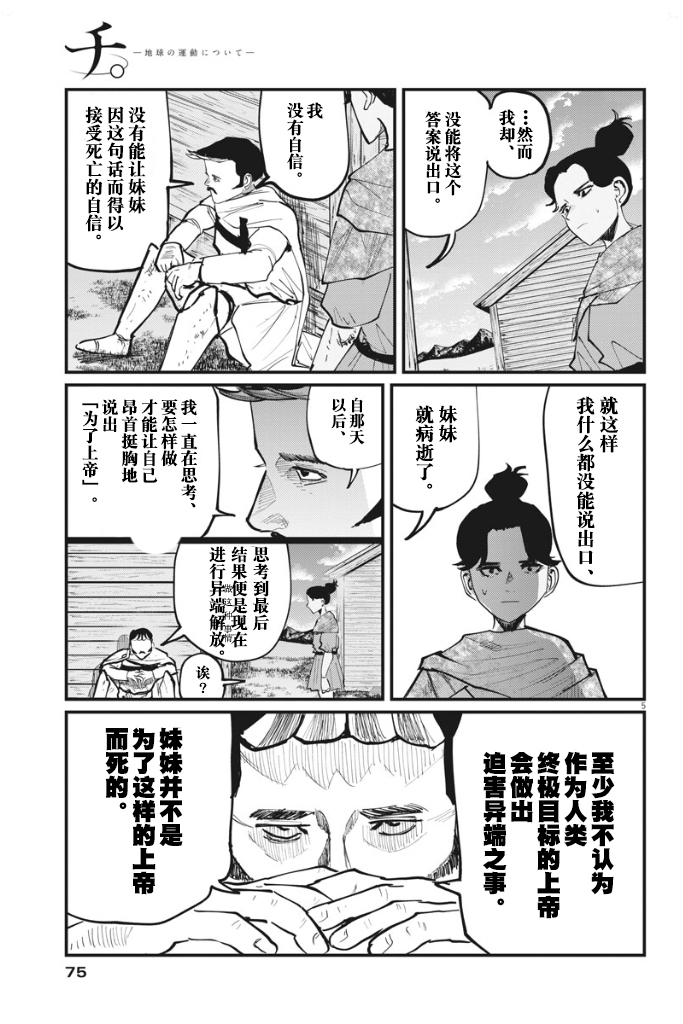 チ。
—地球の運動について—
…然而
我却、
没能将这个
答案说出口。
我
没有自信。
没有能让妹妹
因这句话而得以
接受死亡的自信。
就这样
我什么都没能说出口、
妹妹
就病逝了。
自那天
以后、
我一直在思考、
要怎样做
才能让自己
昂首挺胸地
说出
「为了上帝」。
思考到最后
结果便是现在
做这种事情
进行异端解放。
诶？
5
至少我不认为
作为人类
终极目标的上帝
会做出
迫害异端之事。
妹妹并不是
为了这样的上帝
而死的。
75